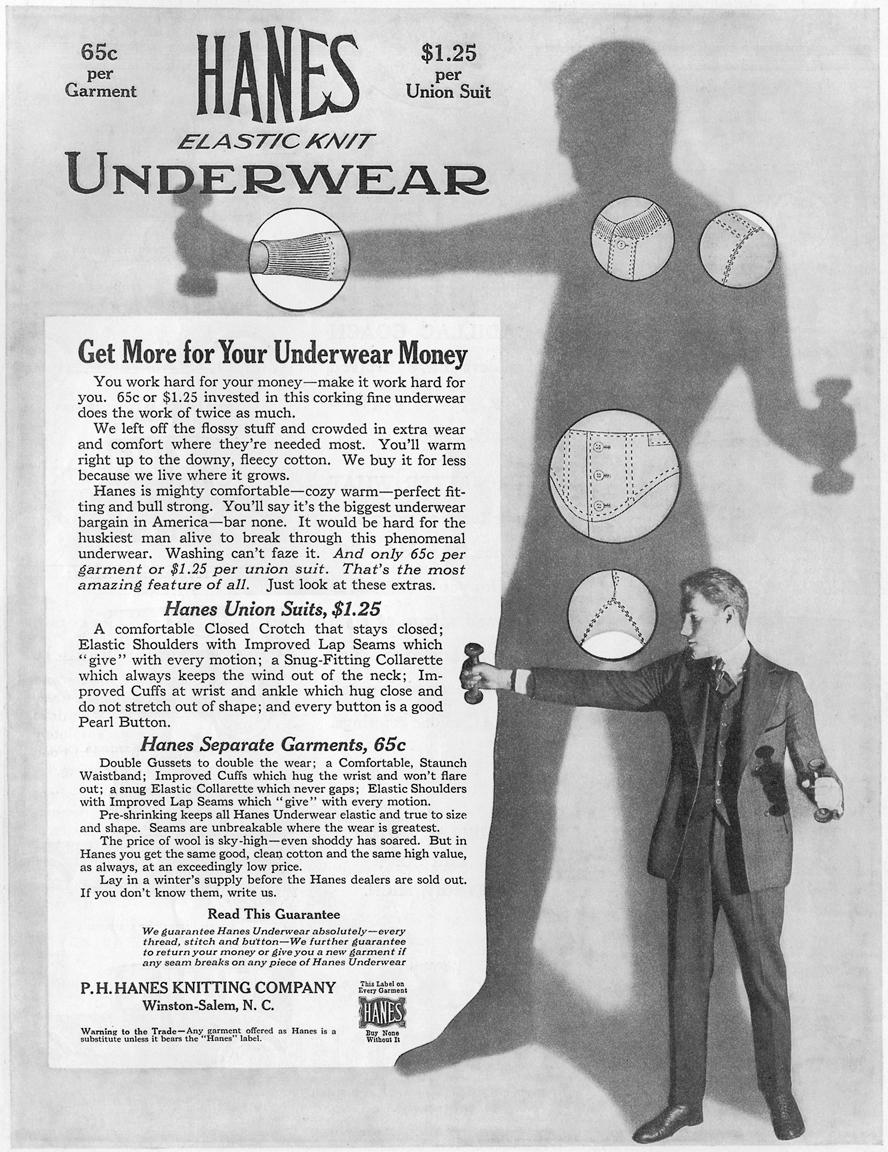 65c
per
Garment
HANES
$1.25
per
Union Suit
ELASTIC KNIT
UNDERWEAR
Get More for Your Underwear Money
You work hard for your money—make it work hard for
you. 65c or $1.25 invested in this corking fine underwear
does the work of twice as much.
We left off the flossy stuff and crowded in extra wear
and comfort where they're needed most. You'll warm
right up to the downy, fleecy cotton. We buy it for less
because we live where it grows.
Hanes is mighty comfortable—cozy warm—perfect fit-
ting and bull strong. You'll say it's the biggest underwear
bargain in America—bar none. It would be hard for the
huskiest man alive to break through this phenomenal
underwear. Washing can't faze it. And only 65c per
garment or $1.25 per union suit. That's the most
amazing feature of all. Just look at these extras.
Hanes Union Suits, $1.25
A comfortable Closed Crotch that stays closed;
Elastic Shoulders with Improved Lap Seams which
"give" with every motion; a Snug-Fitting Collarette
which always keeps the wind out of the neck; Im-
proved Cuffs at wrist and ankle which hug close and
do not stretch out of shape; and every button is a good
Pearl Button.
Hanes Separate Garments, 65c
Double Gussets to double the wear; a Comfortable, Staunch
Waistband; Improved Cuffs which hug the wrist and won't flare
out; a snug Elastic Collarette which never gaps; Elastic Shoulders
with Improved Lap Seams which "give" with every motion.
Pre-shrinking keeps all Hanes Underwear elastic and true to size
and shape. Seams are unbreakable where the wear is greatest.
The price of wool is sky-high—even shoddy has soared. But in
Hanes you get the same good, clean cotton and the same high value,
as always, at an exceedingly low price.
Lay in a winter's supply before the Hanes dealers are sold out.
If you don't know them, write us.
Read This Guarantee
We guarantee Hanes Underwear absolutely—every
thread, stitch and button—We further guarantee
to return your money or give you a new garment if
any seam breaks on any piece of Hanes Underwear
P. H. HANES KNITTING COMPANY
Winston-Salem, N. C.
Warning to the Trade—Any garment offered as Hanes is a
substitute unless it bears the "Hanes" label.
This Label on
Every Garment
HANES
Buy None
Without It